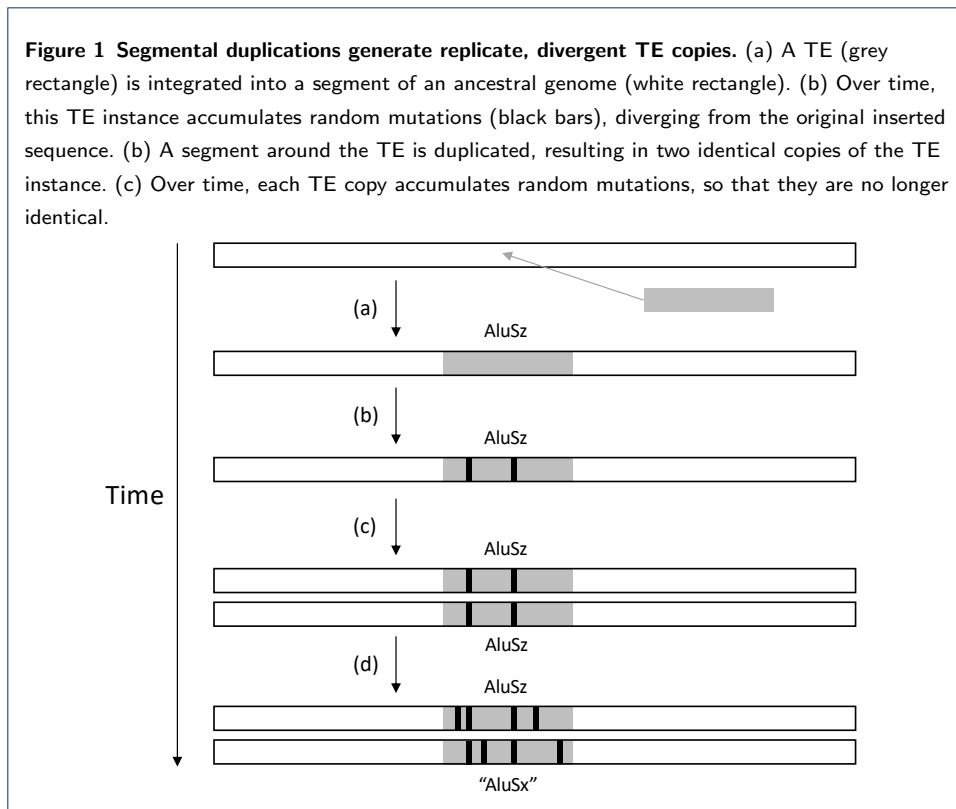 Figure 1 Segmental duplications generate replicate, divergent TE copies. (a) A TE (grey
rectangle) is integrated into a segment of an ancestral genome (white rectangle). (b) Over time,
this TE instance accumulates random mutations (black bars), diverging from the original inserted
sequence. (b) A segment around the TE is duplicated, resulting in two identical copies of the TE
instance. (c) Over time, each TE copy accumulates random mutations, so that they are no longer
identical.
(a)
AluSz
(b)
AluSz
Time
(c)
AluSz
AluSz
(d)
AluSz
"AluSx"